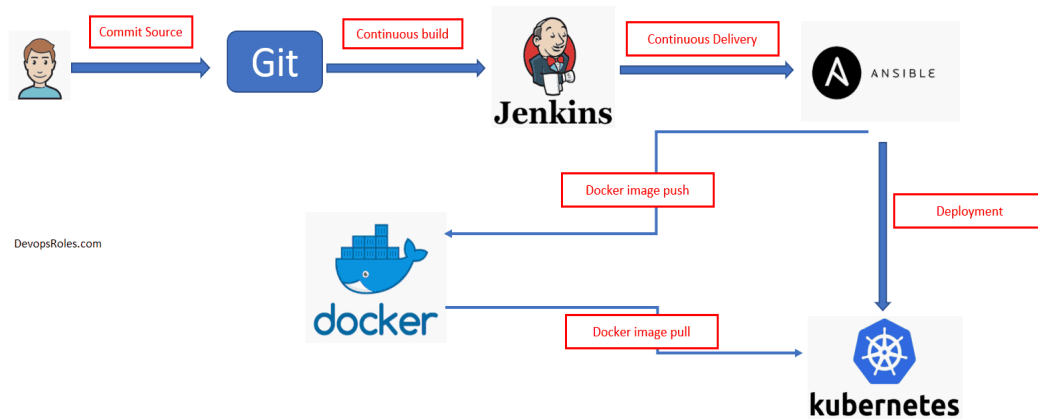 Commit Source
Continuous build
Continuous Delivery
Git
Jenkins
ANSIBLE
Docker image push
Deployment
DevopsRoles.com
docker
Docker image pull
kubernetes